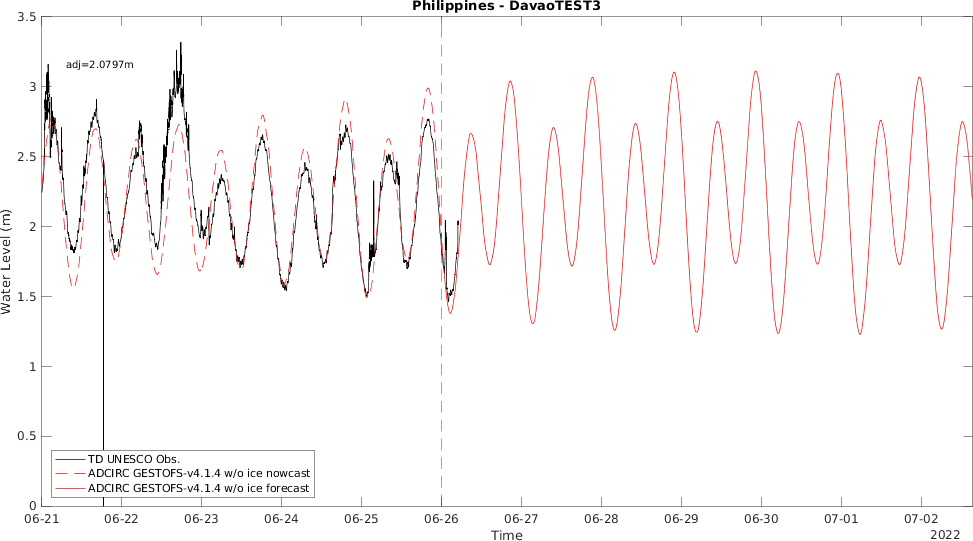 Philippines - DavaoTEST3
3.5
adj=2.0797m
3
2.5
2
1.5
1
0.5
0
Water Level (m)
TD UNESCO Obs.
ADCIRC GESTOFS-v4.1.4 w/o ice nowcast
ADCIRC GESTOFS-v4.1.4 w/o ice forecast
06-21 06-22 06-23 06-24 06-25 06-26 06-27 06-28 06-29 06-30 07-01 07-02
Time
2022